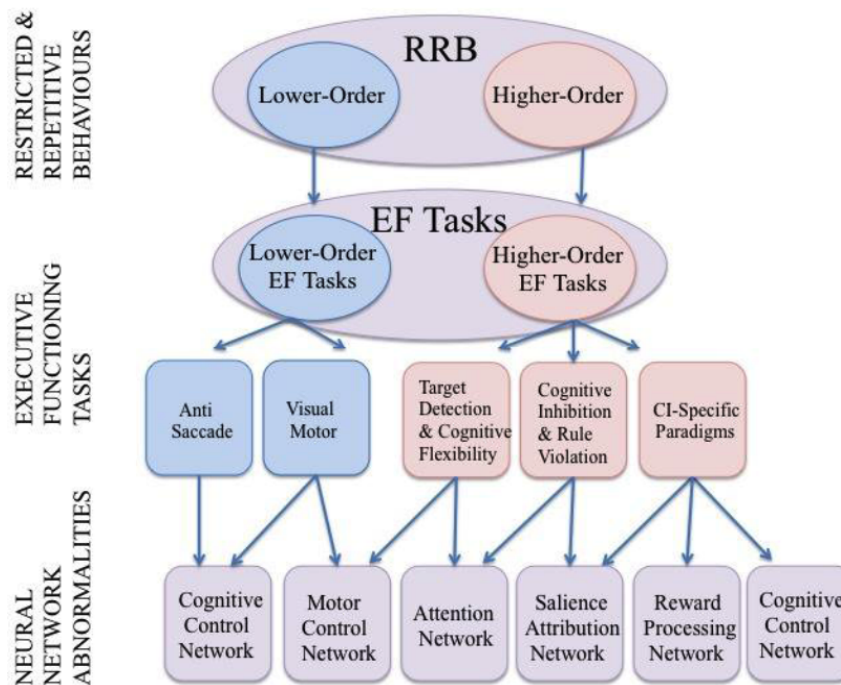 RESTRICTED &
REPETITIVE
BEHAVIOURS
RRB
Lower-Order
Higher-Order
EXECUTIVE
FUNCTIONING
TASKS
EF Tasks
Lower-Order
EF Tasks
Higher-Order
EF Tasks
Anti
Saccade
Visual
Motor
Target
Detection
& Cognitive
Flexibility
Cognitive
Inhibition
& Rule
Violation
CI-Specific
Paradigms
NEURAL
NETWORK
ABNORMALITIES
Cognitive
Control
Network
Motor
Control
Network
Attention
Network
Salience
Attribution
Network
Reward
Processing
Network
Cognitive
Control
Network